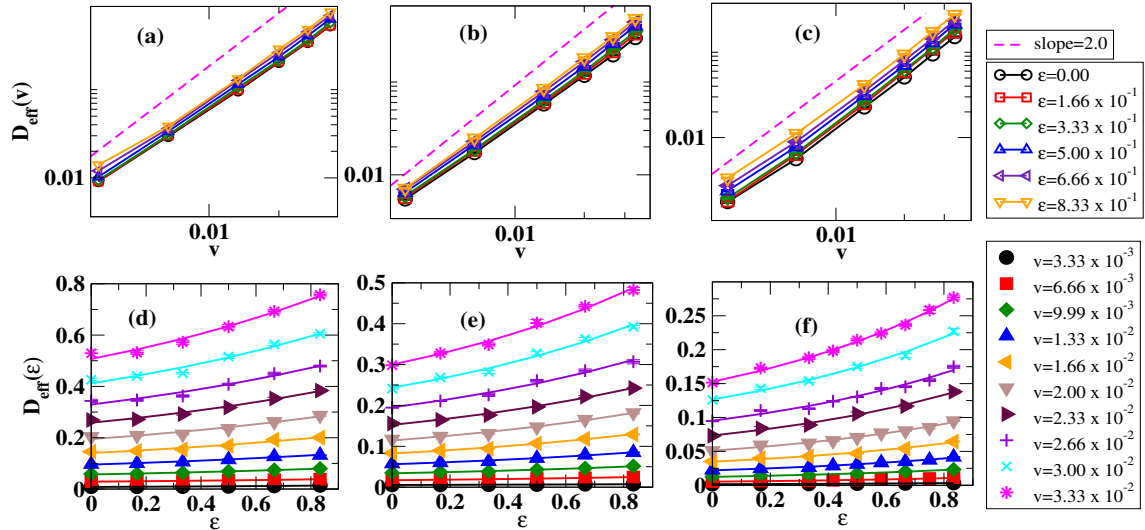 (a)
(b)
(c)
D_eff(v)
0.01
0.01
0.01
0.01
0.01
0.01
v
v
v
slope=2.0
ε=0.00
ε=1.66 x 10^-1
ε=3.33 x 10^-1
ε=5.00 x 10^-1
ε=6.66 x 10^-1
ε=8.33 x 10^-1
(d)
D_eff(ε)
0.8
0.6
0.4
0.2
0
0
0.2
0.4
0.6
0.8
ε
(e)
0.5
0.4
0.3
0.2
0.1
0
0
0.2
0.4
0.6
0.8
ε
(f)
0.25
0.2
0.15
0.1
0.05
0
0
0.2
0.4
0.6
0.8
ε
v=3.33 x 10^-3
v=6.66 x 10^-3
v=9.99 x 10^-3
v=1.33 x 10^-2
v=1.66 x 10^-2
v=2.00 x 10^-2
v=2.33 x 10^-2
v=2.66 x 10^-2
v=3.00 x 10^-2
v=3.33 x 10^-2